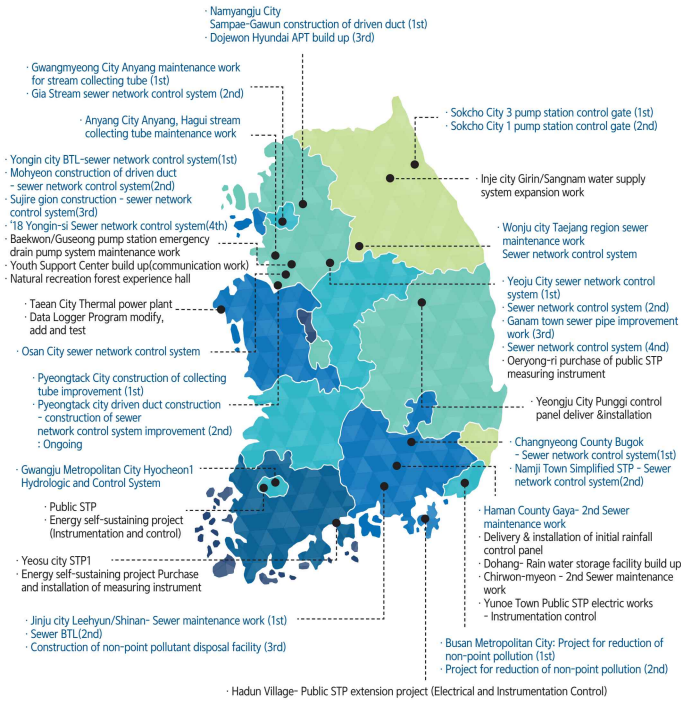 · Namyangju City
Sampae-Gawun construction of driven duct (1st)
· Dojewon Hyundai APT build up (3rd)
· Gwangmyeong City Anyang maintenance work
for stream collecting tube (1st)
· Gia Stream sewer network control system (2nd)
· Anyang City Anyang, Hagui stream
collecting tube maintenance work
· Yongin city BTL-sewer network control system(1st)
· Mohyeon construction of driven duct
- sewer network control system(2nd)
· Sujire gion construction - sewer network
control system(3rd)
· '18 Yongin-si Sewer network control system(4th)
· Baekwon/Guseong pump station emergency
drain pump system maintenance work
· Youth Support Center build up(communication work)
· Natural recreation forest experience hall
· Taean City Thermal power plant
· Data Logger Program modify,
add and test
· Osan City sewer network control system
· Pyeongtack City construction of collecting
tube improvement (1st)
· Pyeongtack city driven duct construction
- construction of sewer
network control system improvement (2nd)
: Ongoing
· Gwangju Metropolitan City Hyocheon1
Hydrologic and Control System
· Public STP
· Energy self-sustaining project
(Instrumentation and control)
· Yeosu city STP1
· Energy self-sustaining project Purchase
and installation of measuring instrument
· Jinju city Leehyun/Shinan- Sewer maintenance work (1st)
· Sewer BTL(2nd)
· Construction of non-point pollutant disposal facility (3rd)
· Sokcho City 3 pump station control gate (1st)
· Sokcho City 1 pump station control gate (2nd)
· Inje city Girin/Sangnam water supply
system expansion work
· Wonju city Taejang region sewer
maintenance work
Sewer network control system
· Yeoju City sewer network control
system (1st)
· Sewer network control system (2nd)
· Ganam town sewer pipe improvement
work (3rd)
· Sewer network control system (4nd)
· Oeryong-ri purchase of public STP
measuring instrument
· Yeongju City Punggi control
panel deliver &installation
· Changnyeong County Bugok
- Sewer network control system(1st)
· Namji Town Simplified STP - Sewer
network control system(2nd)
· Haman County Gaya- 2nd Sewer
maintenance work
· Delivery & installation of initial rainfall
control panel
· Dohang- Rain water storage facility build up
· Chirwon-myeon - 2nd Sewer maintenance
work
· Yunoe Town Public STP electric works
- Instrumentation control
· Busan Metropolitan City: Project for reduction of
non-point pollution (1st)
· Project for reduction of non-point pollution (2nd)
· Hadun Village- Public STP extension project (Electrical and Instrumentation Control)